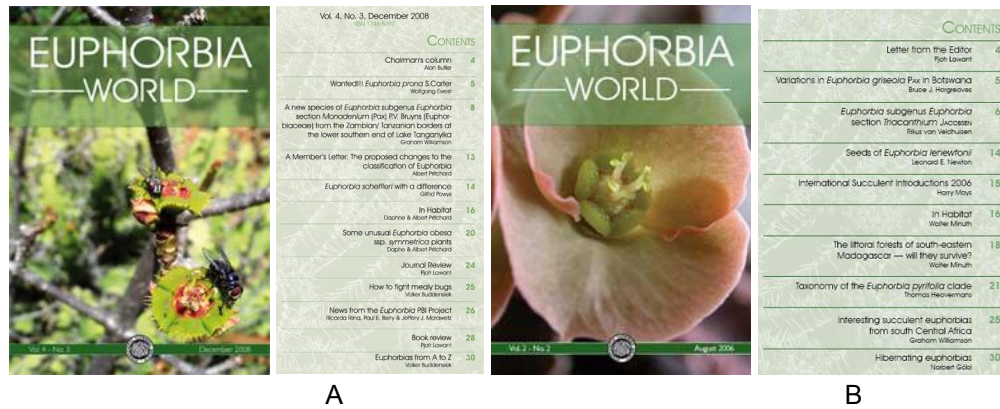 EUPHORBIA
WORLD
Vol. 4 - No. 3
December 2008
Vol. 4, No. 3, December 2008
CONTENTS
Chairman's column 4
Alan Butler
Wanted!!! Euphorbia prona S.Carter 5
Wolfgang Ewest
A new species of Euphorbia subgenus Euphorbia 8
section Monadenium (Pax) P.V. Bruyns (Euphor-
biaceae) from the Zambiary Tanzanian borders at
the lower southern end of Lake Tanganyika
Graham Williamson
A Member's Letter: The proposed changes to the 13
classification of Euphorbia
Albert Pritchard
Euphorbia scheffleri with a difference 14
Gilfrid Powys
In Habitat 16
Daphne & Albert Pritchard
Some unusual Euphorbia obesa 20
ssp. symmetrica plants
Daphe & Albert Pritchard
Journal Review 24
Pjotr Lawant
How to fight mealy bugs 25
Volker Buddensiek
News from the Euphorbia PBI Project 26
Ricarda Riina, Paul E. Berry & Jeffery J. Morawetz
Book review 28
Pjotr Lawant
Euphorbias from A to Z 30
Volker Buddensiek
A
EUPHORBIA
WORLD
Vol. 2 - No. 2
August 2006
CONTENTS
Letter from the Editor 4
Pjotr Lawant
Variations in Euphorbia griseola PAX in Botswana 5
Bruce J. Hargreaves
Euphorbia subgenus Euphorbia 6
section Triacanthium JACOBSEN
Rikus van Veldhuisen
Seeds of Euphorbia lenewtonii 14
Leonard E. Newton
International Succulent Introductions 2006 15
Harry Mays
In Habitat 16
Walter Minuth
The littoral forests of south-eastern 18
Madagascar — will they survive?
Walter Minuth
Taxonomy of the Euphorbia pyrifolia clade 21
Thomas Heavermans
Interesting succulent euphorbias 25
from south Central Africa
Graham Williamson
Hibernating euphorbias 30
Norbert Göbl
B